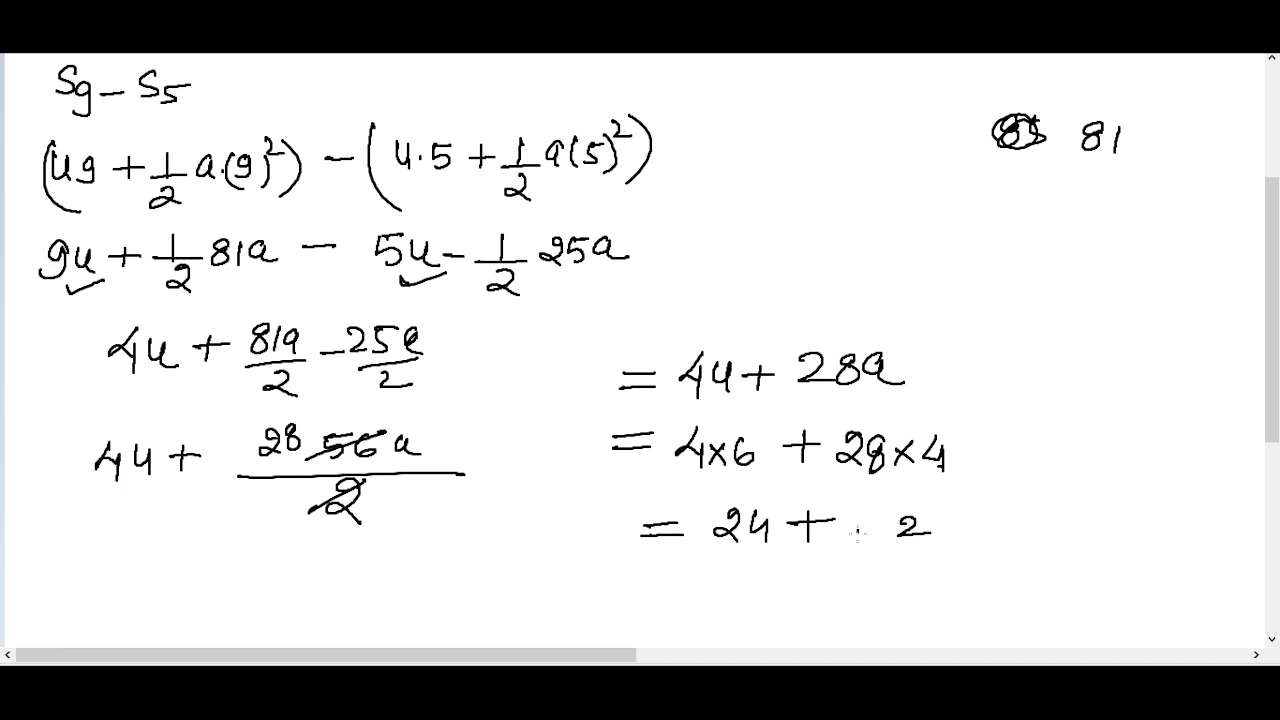 S9 - S5
(u9 + 1/2 a.(9)²) - (u.5 + 1/2 a(5)²)
81
9u + 1/2 81a - 5u - 1/2 25a
4u + 81a/2 - 25a/2
4u + 28 56a/2
= 4u + 28a
= 4×6 + 28×4
= 24 + 2